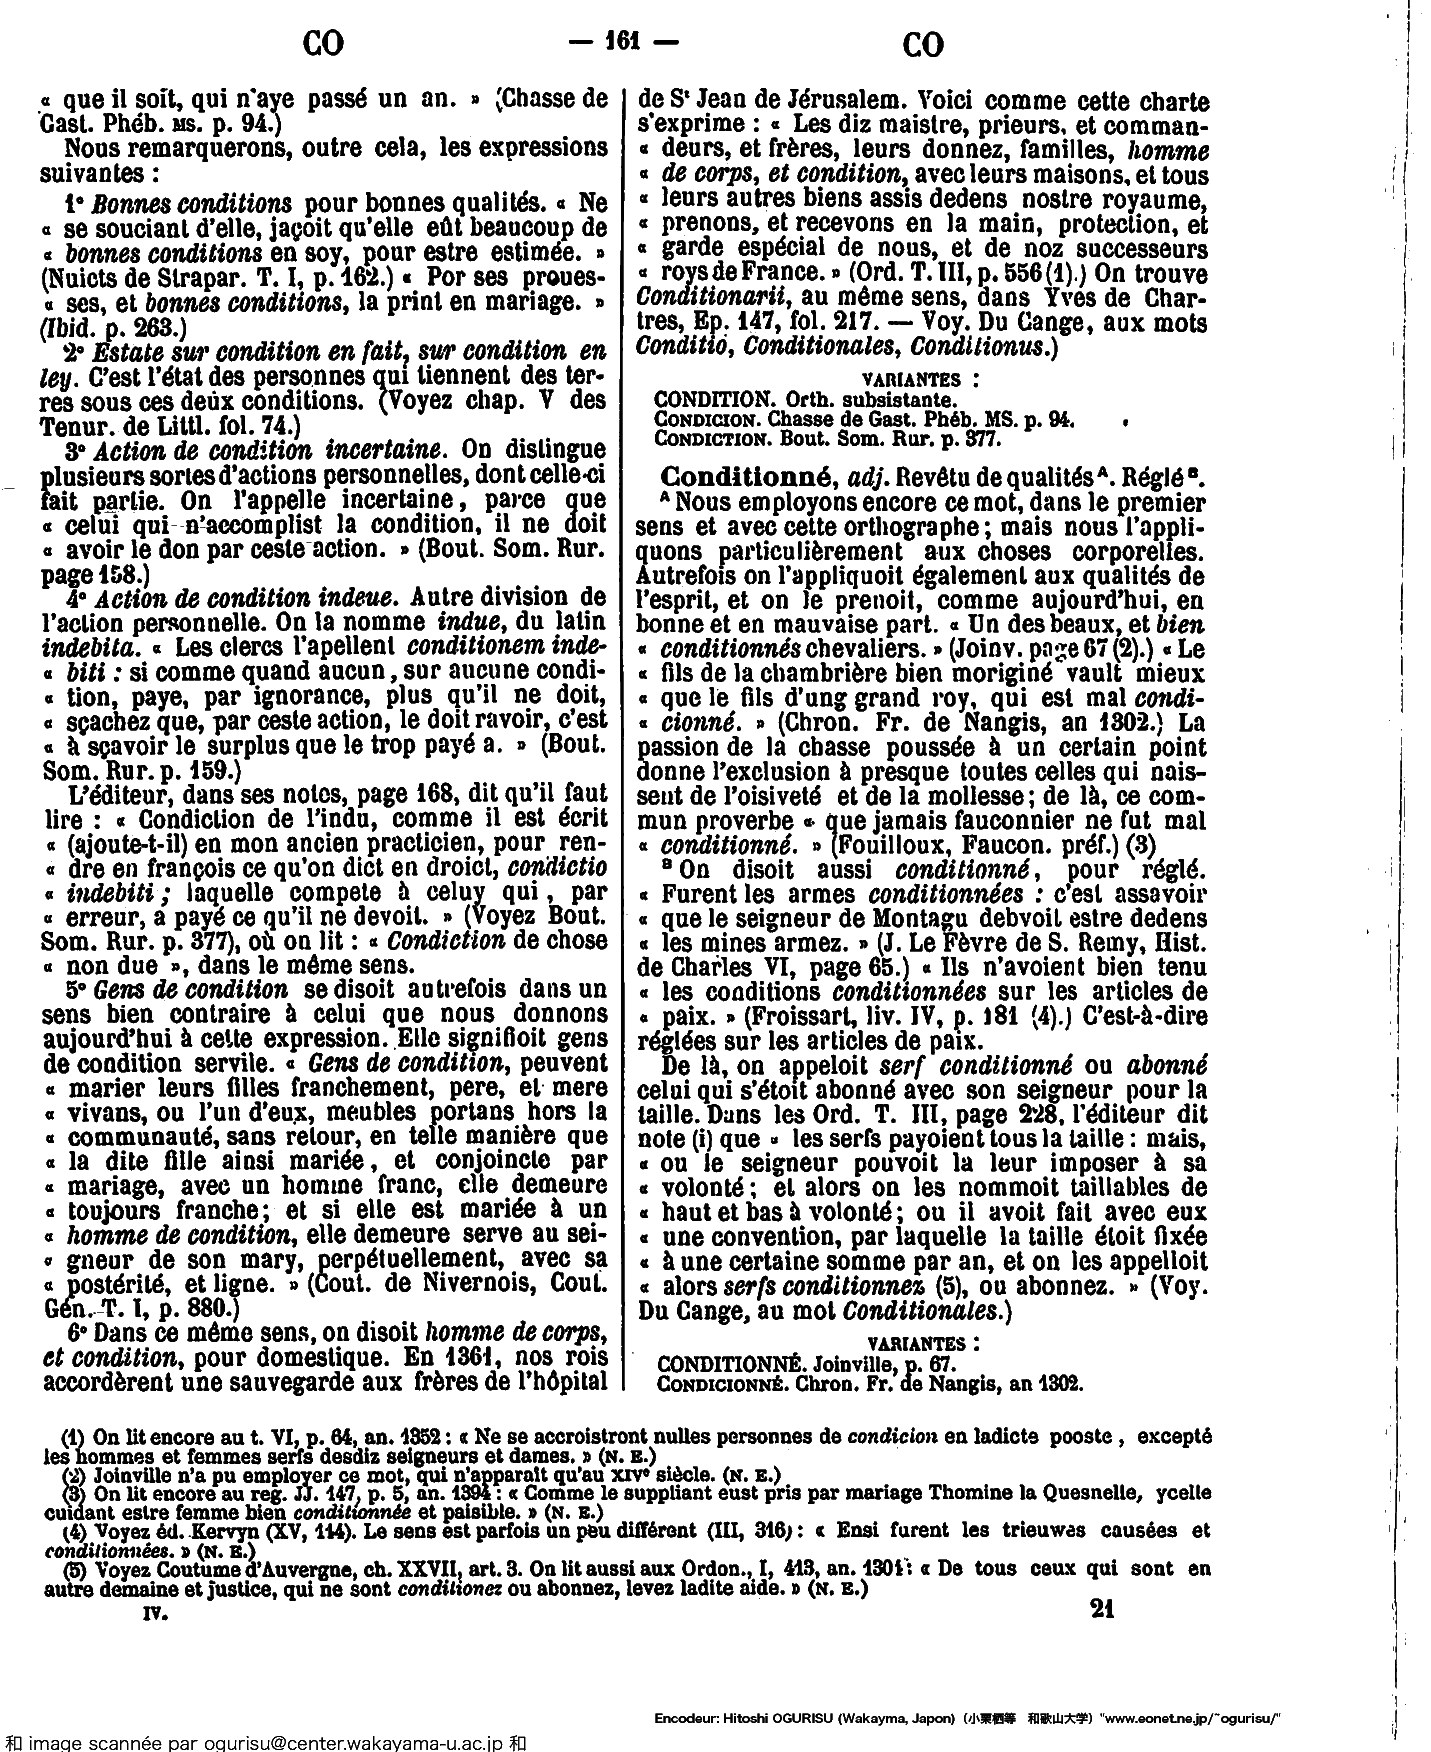 CO — 161 — CO
« que il soit, qui n'aye passé un an. » (Chasse de
Gast. Phéb. MS. p. 94.)
Nous remarquerons, outre cela, les expressions
suivantes :
1° Bonnes conditions pour bonnes qualités. « Ne
« se souciant d'elle, jaçoit qu'elle eût beaucoup de
« bonnes conditions en soy, pour estre estimée. »
(Nuicts de Strapar. T. I, p. 162.) « Por ses proues-
« ses, et bonnes conditions, la print en mariage. »
(Ibid. p. 263.)
2° Estate sur condition en fait, sur condition en
ley. C'est l'état des personnes qui tiennent des ter-
res sous ces deux conditions. (Voyez chap. V des
Tenur. de Littl. fol. 74.)
3° Action de condition incertaine. On distingue
plusieurs sortes d'actions personnelles, dont celle-ci
fait partie. On l'appelle incertaine, parce que
« celui qui n'accomplist la condition, il ne doit
« avoir le don par ceste action. » (Bout. Som. Rur.
page 158.)
4° Action de condition indeue. Autre division de
l'action personnelle. On la nomme indue, du latin
indebita. « Les clercs l'apellent conditionem inde-
« biti : si comme quand aucun, sur aucune condi-
« tion, paye, par ignorance, plus qu'il ne doit,
« sçachez que, par ceste action, le doit ravoir, c'est
« à sçavoir le surplus que le trop payé a. » (Bout.
Som. Rur. p. 159.)
L'éditeur, dans ses notes, page 168, dit qu'il faut
lire : « Condiction de l'indu, comme il est écrit
« (ajoute-t-il) en mon ancien practicien, pour ren-
« dre en françois ce qu'on dict en droict, condictio
« indebiti ; laquelle compete à celuy qui, par
« erreur, a payé ce qu'il ne devoit. » (Voyez Bout.
Som. Rur. p. 377), où on lit : « Condiction de chose
« non due », dans le même sens.
5° Gens de condition se disoit autrefois dans un
sens bien contraire à celui que nous donnons
aujourd'hui à cette expression. Elle signifioit gens
de condition servile. « Gens de condition, peuvent
« marier leurs filles franchement, pere, et mere
« vivans, ou l'un d'eux, meubles portans hors la
« communauté, sans retour, en telle manière que
« la dite fille ainsi mariée, et conjoincte par
« mariage, avec un homme franc, elle demeure
« toujours franche; et si elle est mariée à un
« homme de condition, elle demeure serve au sei-
« gneur de son mary, perpétuellement, avec sa
« postérité, et ligne. » (Cout. de Nivernois, Cout.
Gén. T. I, p. 880.)
6° Dans ce même sens, on disoit homme de corps,
et condition, pour domestique. En 1361, nos rois
accordèrent une sauvegarde aux frères de l'hôpital
de St Jean de Jérusalem. Voici comme cette charte
s'exprime : « Les diz maistre, prieurs, et comman-
« deurs, et frères, leurs donnez, familles, homme
« de corps, et condition, avec leurs maisons, et tous
« leurs autres biens assis dedens nostre royaume,
« prenons, et recevons en la main, protection, et
« garde espécial de nous, et de noz successeurs
« roys de France. » (Ord. T. III, p. 556 (1).) On trouve
Conditionarii, au même sens, dans Yves de Char-
tres, Ep. 147, fol. 217. — Voy. Du Cange, aux mots
Conditio, Conditionales, Conditionus.)
VARIANTES :
CONDITION. Orth. subsistante.
CONDICION. Chasse de Gast. Phéb. MS. p. 94.
CONDICTION. Bout. Som. Rur. p. 377.
Conditionné, adj. Revêtu de qualités A. Réglé B.
A Nous employons encore ce mot, dans le premier
sens et avec cette orthographe; mais nous l'appli-
quons particulièrement aux choses corporelles.
Autrefois on l'appliquoit également aux qualités de
l'esprit, et on le prenoit, comme aujourd'hui, en
bonne et en mauvaise part. « Un des beaux, et bien
« conditionnés chevaliers. » (Joinv. page 67 (2).) « Le
« fils de la chambrière bien moriginé vault mieux
« que le fils d'ung grand roy, qui est mal condi-
« cionné. » (Chron. Fr. de Nangis, an 1302.) La
passion de la chasse poussée à un certain point
donne l'exclusion à presque toutes celles qui nais-
sent de l'oisiveté et de la mollesse; de là, ce com-
mun proverbe « que jamais fauconnier ne fut mal
« conditionné. » (Fouilloux, Faucon. préf.) (3)
B On disoit aussi conditionné, pour réglé.
« Furent les armes conditionnées : c'est assavoir
« que le seigneur de Montagu debvoit estre dedens
« les mines armez. » (J. Le Fèvre de S. Remy, Hist.
de Charles VI, page 65.) « Ils n'avoient bien tenu
« les conditions conditionnées sur les articles de
« paix. » (Froissart, liv. IV, p. 181 (4).) C'est-à-dire
réglées sur les articles de paix.
De là, on appeloit serf conditionné ou abonné
celui qui s'étoit abonné avec son seigneur pour la
taille. Dans les Ord. T. III, page 228, l'éditeur dit
note (i) que « les serfs payoient tous la taille : mais,
« ou le seigneur pouvoit la leur imposer à sa
« volonté; et alors on les nommoit taillables de
« haut et bas à volonté; ou il avoit fait avec eux
« une convention, par laquelle la taille étoit fixée
« à une certaine somme par an, et on les appelloit
« alors serfs conditionnez (5), ou abonnez. » (Voy.
Du Cange, au mot Conditionales.)
VARIANTES :
CONDITIONNÉ. Joinville, p. 67.
CONDICIONNÉ. Chron. Fr. de Nangis, an 1302.
(1) On lit encore au t. VI, p. 64, an. 1352 : « Ne se accroistront nulles personnes de condicion en ladicte pooste, excepté
les hommes et femmes serfs desdiz seigneurs et dames. » (N. E.)
(2) Joinville n'a pu employer ce mot, qui n'apparaît qu'au XIVe siècle. (N. E.)
(3) On lit encore au reg. JJ. 147, p. 5, an. 1394 : « Comme le suppliant eust pris par mariage Thomine la Quesnelle, ycelle
cuidant estre femme bien conditionnée et paisible. » (N. E.)
(4) Voyez éd. Kervyn (XV, 114). Le sens est parfois un peu différent (III, 316) : « Ensi furent les trieuwes causées et
conditionnées. » (N. E.)
(5) Voyez Coutume d'Auvergne, ch. XXVII, art. 3. On lit aussi aux Ordon., I, 413, an. 1301 : « De tous ceux qui sont en
autre demaine et justice, qui ne sont conditionez ou abonnez, levez ladite aide. » (N. E.)
IV. 21
Encodeur: Hitoshi OGURISU (Wakayma, Japon) (小栗栖等 和歌山大学) "www.eonet.ne.jp/~ogurisu/"
和 image scannée par ogurisu@center.wakayama-u.ac.jp 和